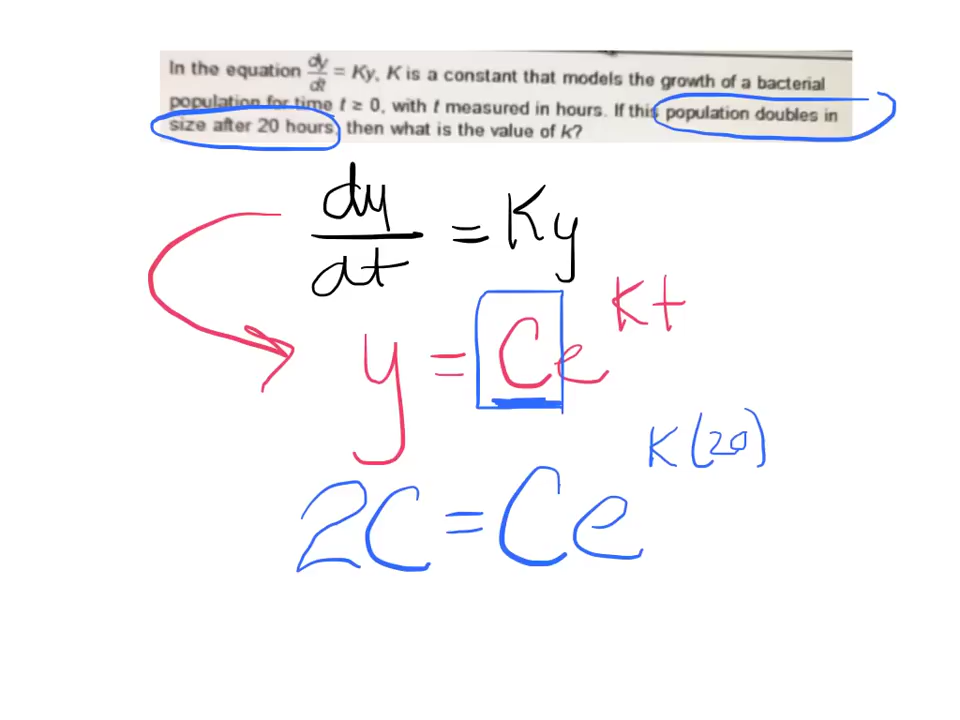 In the equation dy/dt = Ky, K is a constant that models the growth of a bacterial
population for time t ≥ 0, with t measured in hours. If this population doubles in
size after 20 hours, then what is the value of k?
dy/dt = Ky
y = Ce^Kt
2C = Ce^K(20)